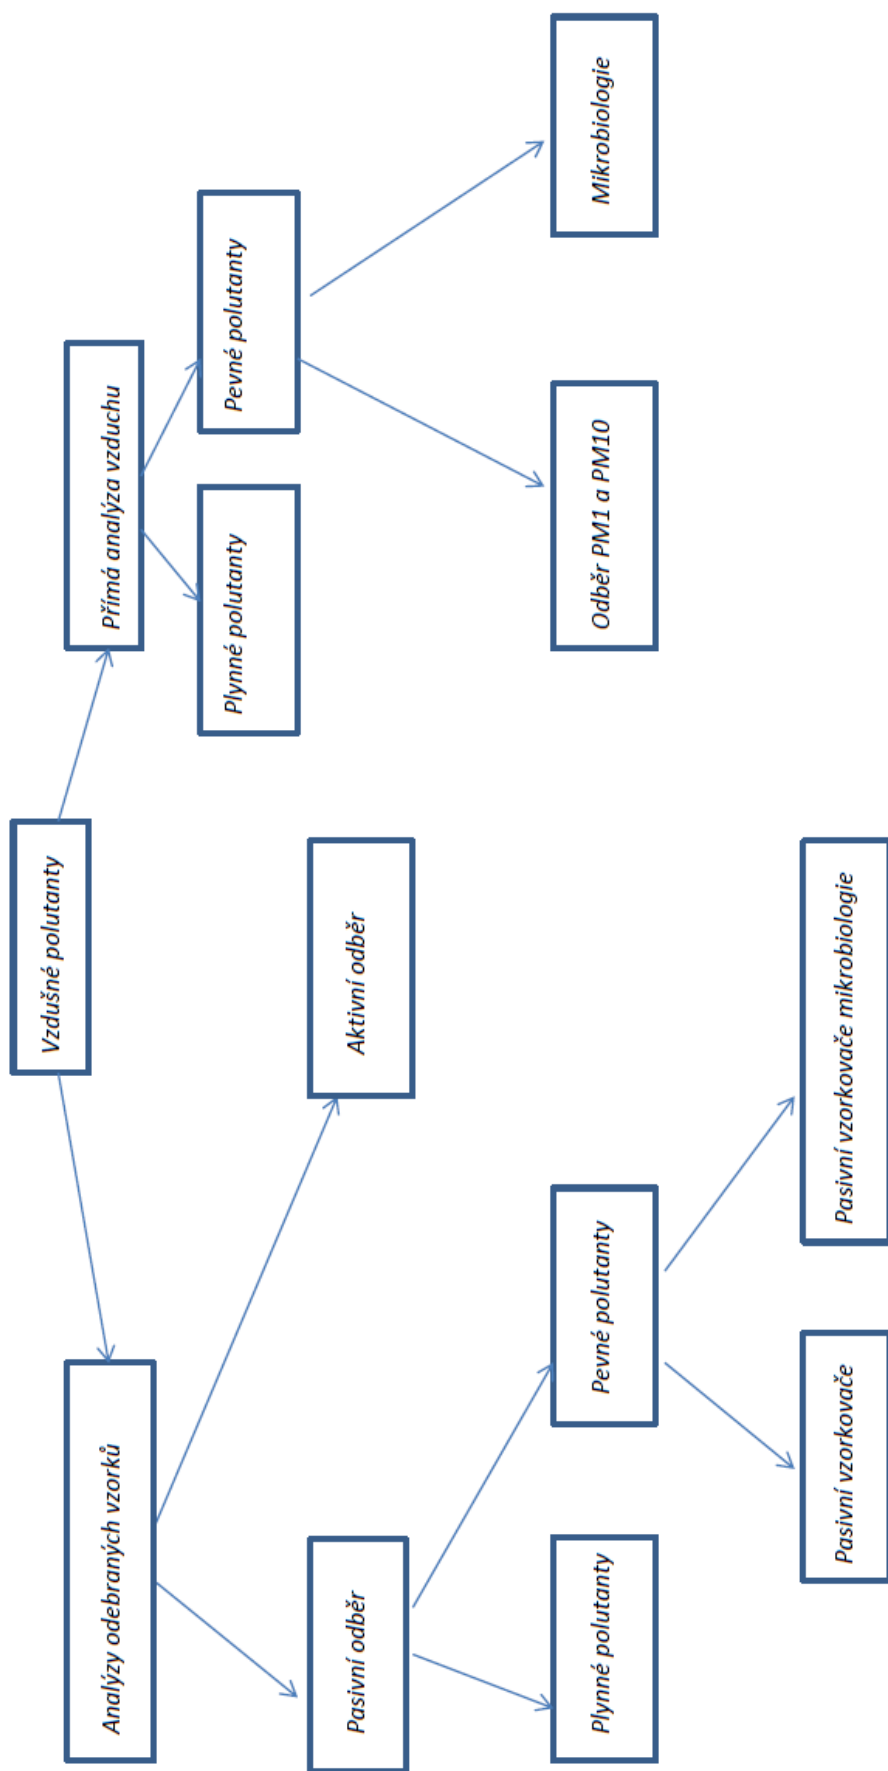 Vzdušné polutanty
Analýzy odebraných vzorků
Přímá analýza vzduchu
Plynné polutanty
Pevné polutanty
Pasivní odběr
Aktivní odběr
Plynné polutanty
Pevné polutanty
Odběr PM1 a PM10
Mikrobiologie
Pasivní vzorkovače
Pasivní vzorkovače mikrobiologie